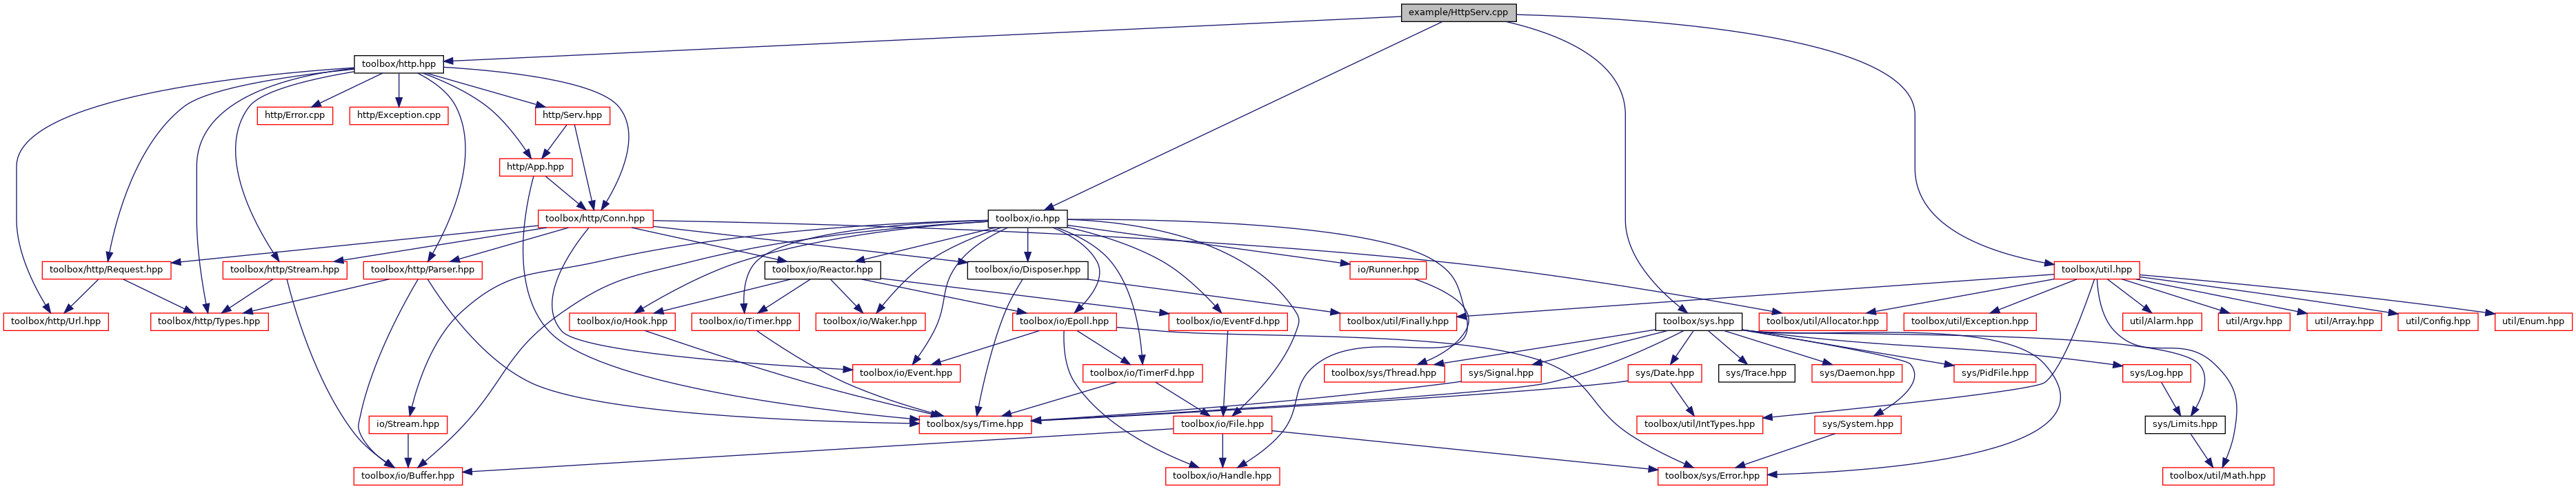 example/HttpServ.cpp
toolbox/http.hpp
http/Error.cpp
http/Exception.cpp
http/Serv.hpp
http/App.hpp
toolbox/http/Conn.hpp
toolbox/io.hpp
toolbox/http/Request.hpp
toolbox/http/Stream.hpp
toolbox/http/Parser.hpp
toolbox/io/Reactor.hpp
toolbox/io/Disposer.hpp
io/Runner.hpp
toolbox/util.hpp
toolbox/http/Url.hpp
toolbox/http/Types.hpp
toolbox/io/Hook.hpp
toolbox/io/Timer.hpp
toolbox/io/Waker.hpp
toolbox/io/Epoll.hpp
toolbox/io/EventFd.hpp
toolbox/util/Finally.hpp
toolbox/sys.hpp
toolbox/util/Allocator.hpp
toolbox/util/Exception.hpp
util/Alarm.hpp
util/Argv.hpp
util/Array.hpp
util/Config.hpp
util/Enum.hpp
toolbox/io/Event.hpp
toolbox/io/TimerFd.hpp
toolbox/sys/Thread.hpp
sys/Signal.hpp
sys/Date.hpp
sys/Trace.hpp
sys/Daemon.hpp
sys/PidFile.hpp
sys/Log.hpp
io/Stream.hpp
toolbox/sys/Time.hpp
toolbox/io/File.hpp
toolbox/util/IntTypes.hpp
sys/System.hpp
sys/Limits.hpp
toolbox/io/Buffer.hpp
toolbox/io/Handle.hpp
toolbox/sys/Error.hpp
toolbox/util/Math.hpp